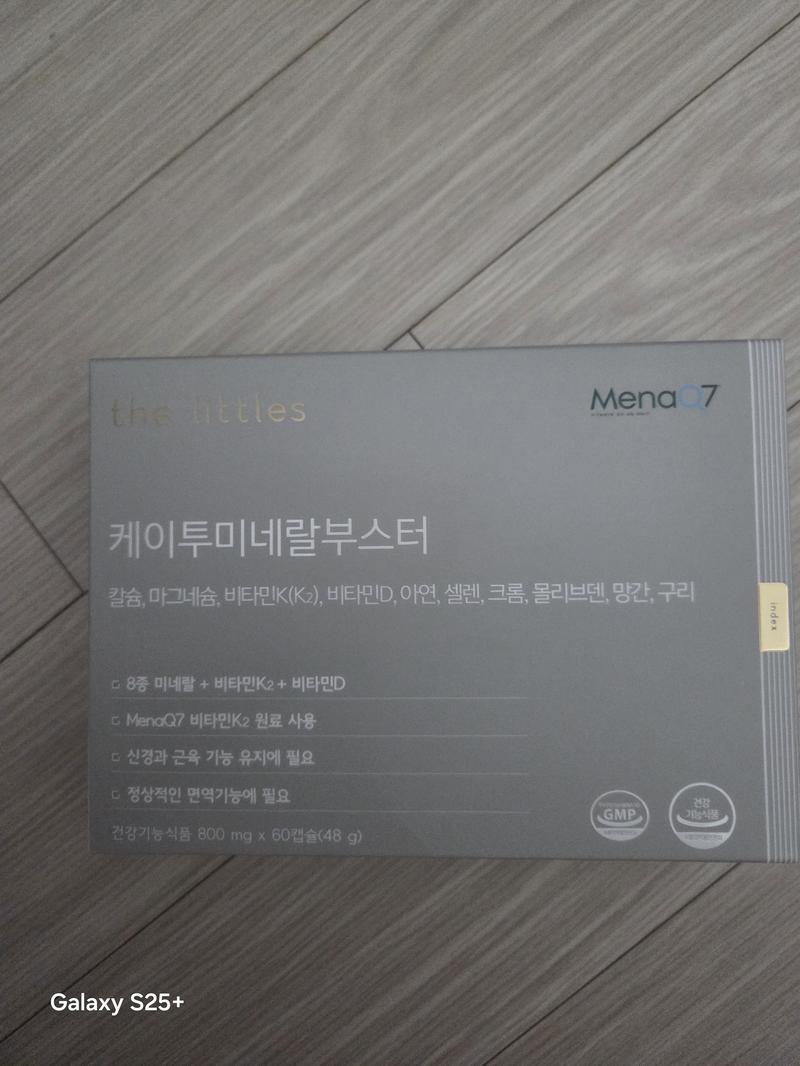 the littles
MenaQ7
케이투미네랄부스터
칼슘, 마그네슘, 비타민K(K2), 비타민D, 아연, 셀렌, 크롬, 몰리브덴, 망간, 구리
index
8종 미네랄 + 비타민K2 + 비타민D
MenaQ7 비타민K2 원료 사용
신경과 근육 기능 유지에 필요
정상적인 면역기능에 필요
건강기능식품 800 mg x 60캡슐(48 g)
GMP
건강
기능식품
Galaxy S25+